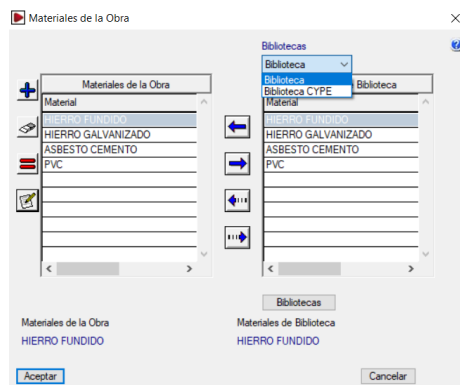 Materiales de la Obra
Bibliotecas
Biblioteca
Biblioteca
Biblioteca CYPE
Materiales de la Obra
Biblioteca
Material
HIERRO FUNDIDO
HIERRO GALVANIZADO
ASBESTO CEMENTO
PVC
Material
HIERRO FUNDIDO
HIERRO GALVANIZADO
ASBESTO CEMENTO
PVC
Bibliotecas
Materiales de la Obra
HIERRO FUNDIDO
Materiales de Biblioteca
HIERRO FUNDIDO
Aceptar
Cancelar